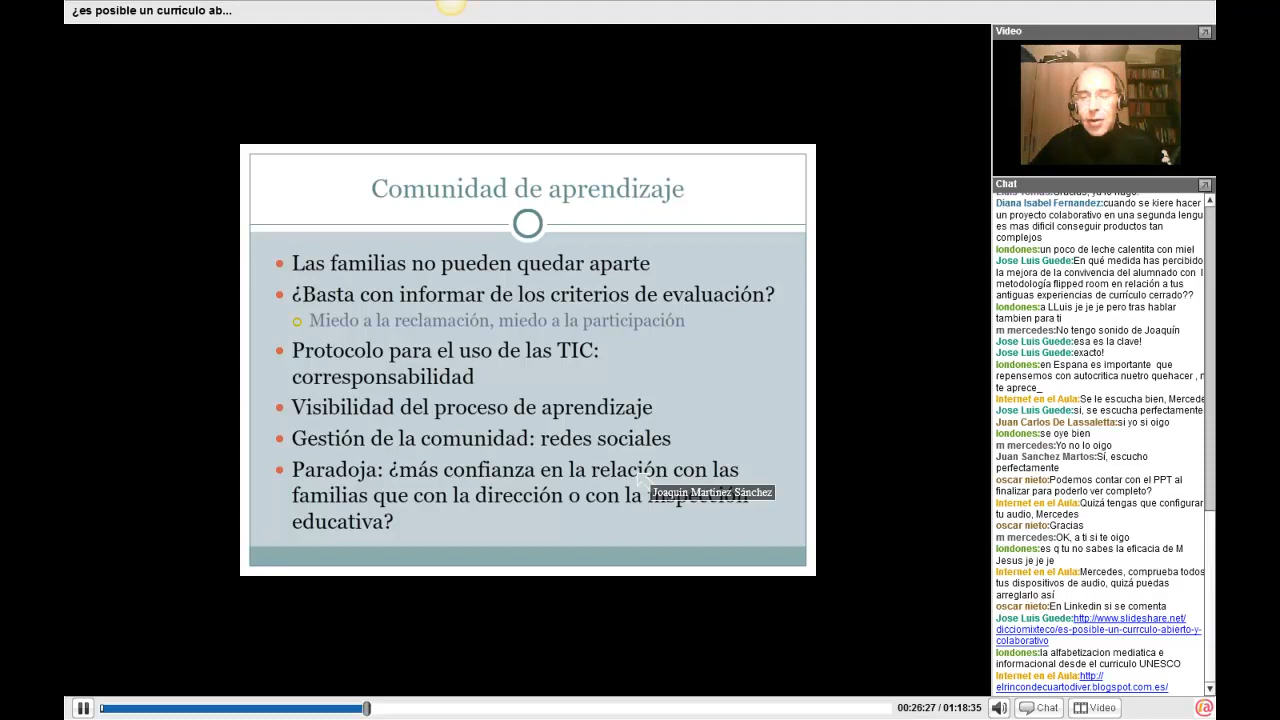 ¿es posible un curriculo ab...
Comunidad de aprendizaje
Las familias no pueden quedar aparte
¿Basta con informar de los criterios de evaluación?
Miedo a la reclamación, miedo a la participación
Protocolo para el uso de las TIC:
corresponsabilidad
Visibilidad del proceso de aprendizaje
Gestión de la comunidad: redes sociales
Paradoja: ¿más confianza en la relación con las
familias que con la dirección o con la inspección
educativa?
Joaquin Martinez Sánchez
Video
Chat
Diana Isabel Fernandez:cuando se kiere hacer
un proyecto colaborativo en una segunda lengu
es mas dificil conseguir productos tan
complejos
londones:un poco de leche calentita con miel
Jose Luis Guede:En qué medida has percibido
la mejora de la convivencia del alumnado con l
metodología flipped room en relación a tus
antiguas experiencias de currículo cerrado??
londones:a LLuis je je je pero tras hablar
tambien para ti
m mercedes:No tengo sonido de Joaquín
Jose Luis Guede:esa es la clave!
Jose Luis Guede:exacto!
londones:en Espana es importante que
repensemos con autocritica nuetro quehacer , n
te aprece_
Internet en el Aula:Se le escucha bien, Mercede
Jose Luis Guede:si, se escucha perfectamente
Juan Carlos De Lassaletta:si yo si oigo
londones:se oye bien
m mercedes:Yo no lo oigo
Juan Sanchez Martos:Sí, escucho
perfectamente
oscar nieto:Podemos contar con el PPT al
finalizar para poderlo ver completo?
Internet en el Aula:Quizá tengas que configurar
tu audio, Mercedes
oscar nieto:Gracias
m mercedes:OK, a ti si te oigo
londones:es q tu no sabes la eficacia de M
Jesus je je je
Internet en el Aula:Mercedes, comprueba todos
tus dispositivos de audio, quizá puedas
arreglarlo así
oscar nieto:En Linkedin si se comenta
Jose Luis Guede:http://www.slideshare.net/
dicciomixteco/es-posible-un-currculo-abierto-y-
colaborativo
londones:la alfabetizacion mediatica e
informacional desde el curriculo UNESCO
Internet en el Aula:http://
elrincondecuartodiver.blogspot.com.es/
00:26:27 / 01:18:35
Chat
Video